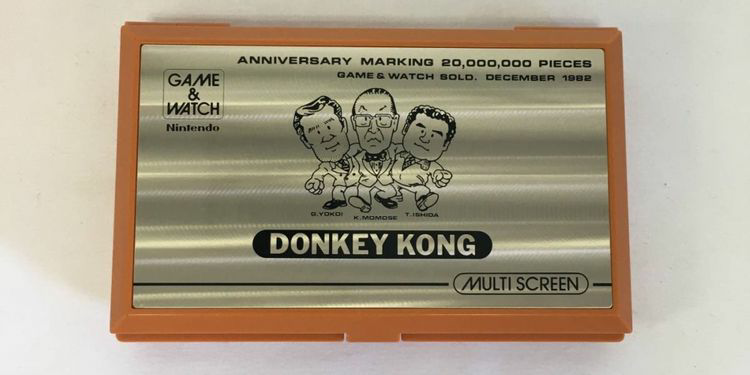 ANNIVERSARY MARKING 20,000,000 PIECES
GAME & WATCH SOLD. DECEMBER 1982
GAME
&
WATCH
Nintendo
G.YOKOI K.MOMOSE T.ISHIDA
DONKEY KONG
MULTI SCREEN